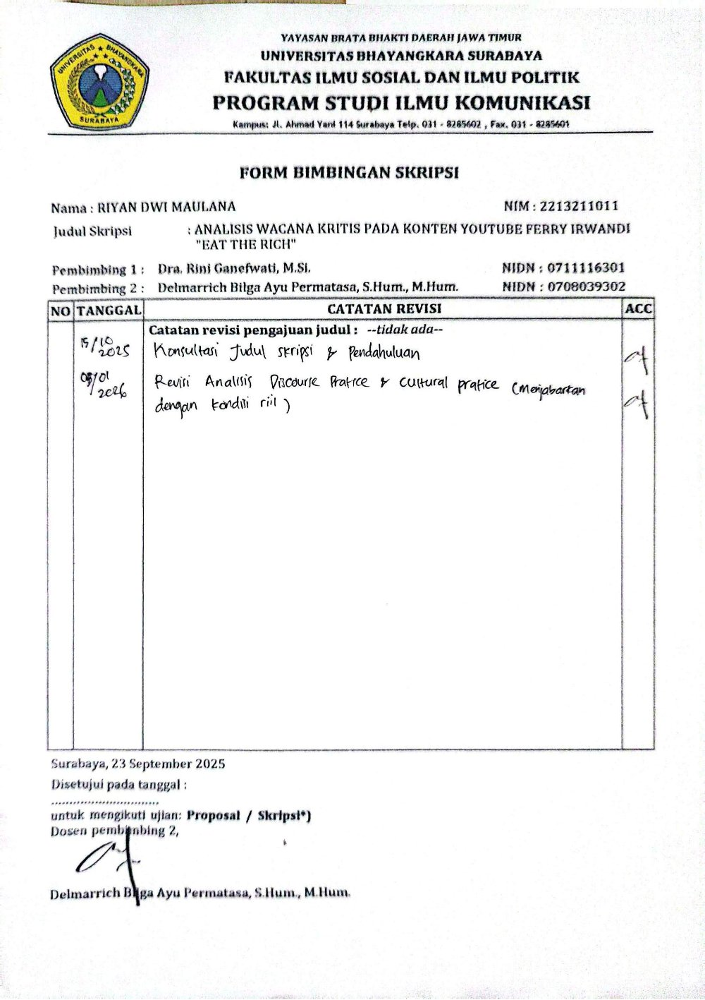 UNIVERSITAS BHAYANGKARA
SURABAYA
YAYASAN BRATA BHAKTI DAERAH JAWA TIMUR
UNIVERSITAS BHAYANGKARA SURABAYA
FAKULTAS ILMU SOSIAL DAN ILMU POLITIK
PROGRAM STUDI ILMU KOMUNIKASI
Kampus: Jl. Ahmad Yani 114 Surabaya Telp. 031 - 8285602 , Fax. 031 - 8285601
FORM BIMBINGAN SKRIPSI
Nama : RIYAN DWI MAULANA NIM : 2213211011
Judul Skripsi : ANALISIS WACANA KRITIS PADA KONTEN YOUTUBE FERRY IRWANDI
"EAT THE RICH"
Pembimbing 1 : Dra. Rini Ganefwati, M.Si. NIDN : 0711116301
Pembimbing 2 : Delmarrich Bilga Ayu Permatasa, S.Hum., M.Hum. NIDN : 0708039302
NO TANGGAL CATATAN REVISI ACC
Catatan revisi pengajuan judul : --tidak ada--
15/10/2025 Konsultasi Judul skripsi & Pendahuluan
/01/2026 Revisi Analisis Discourse Pratice & cultural pratice (Menjabarkan
dengan kondisi riil )
Surabaya, 23 September 2025
Disetujui pada tanggal :
..............................
untuk mengikuti ujian: Proposal / Skripsi*)
Dosen pembimbing 2,
Delmarrich Bilga Ayu Permatasa, S.Hum., M.Hum.